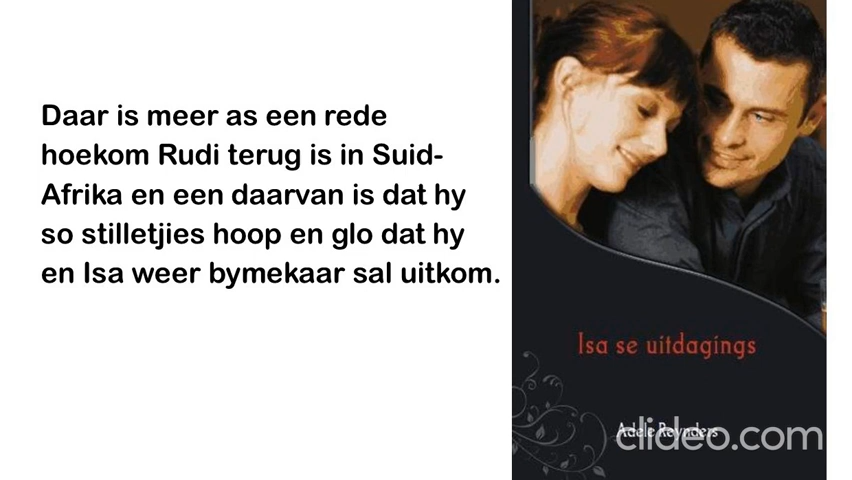 Daar is meer as een rede
hoekom Rudi terug is in Suid-
Afrika en een daarvan is dat hy
so stilletjies hoop en glo dat hy
en Isa weer bymekaar sal uitkom.
Isa se uitdagings
Adele Reynders
clideo.com